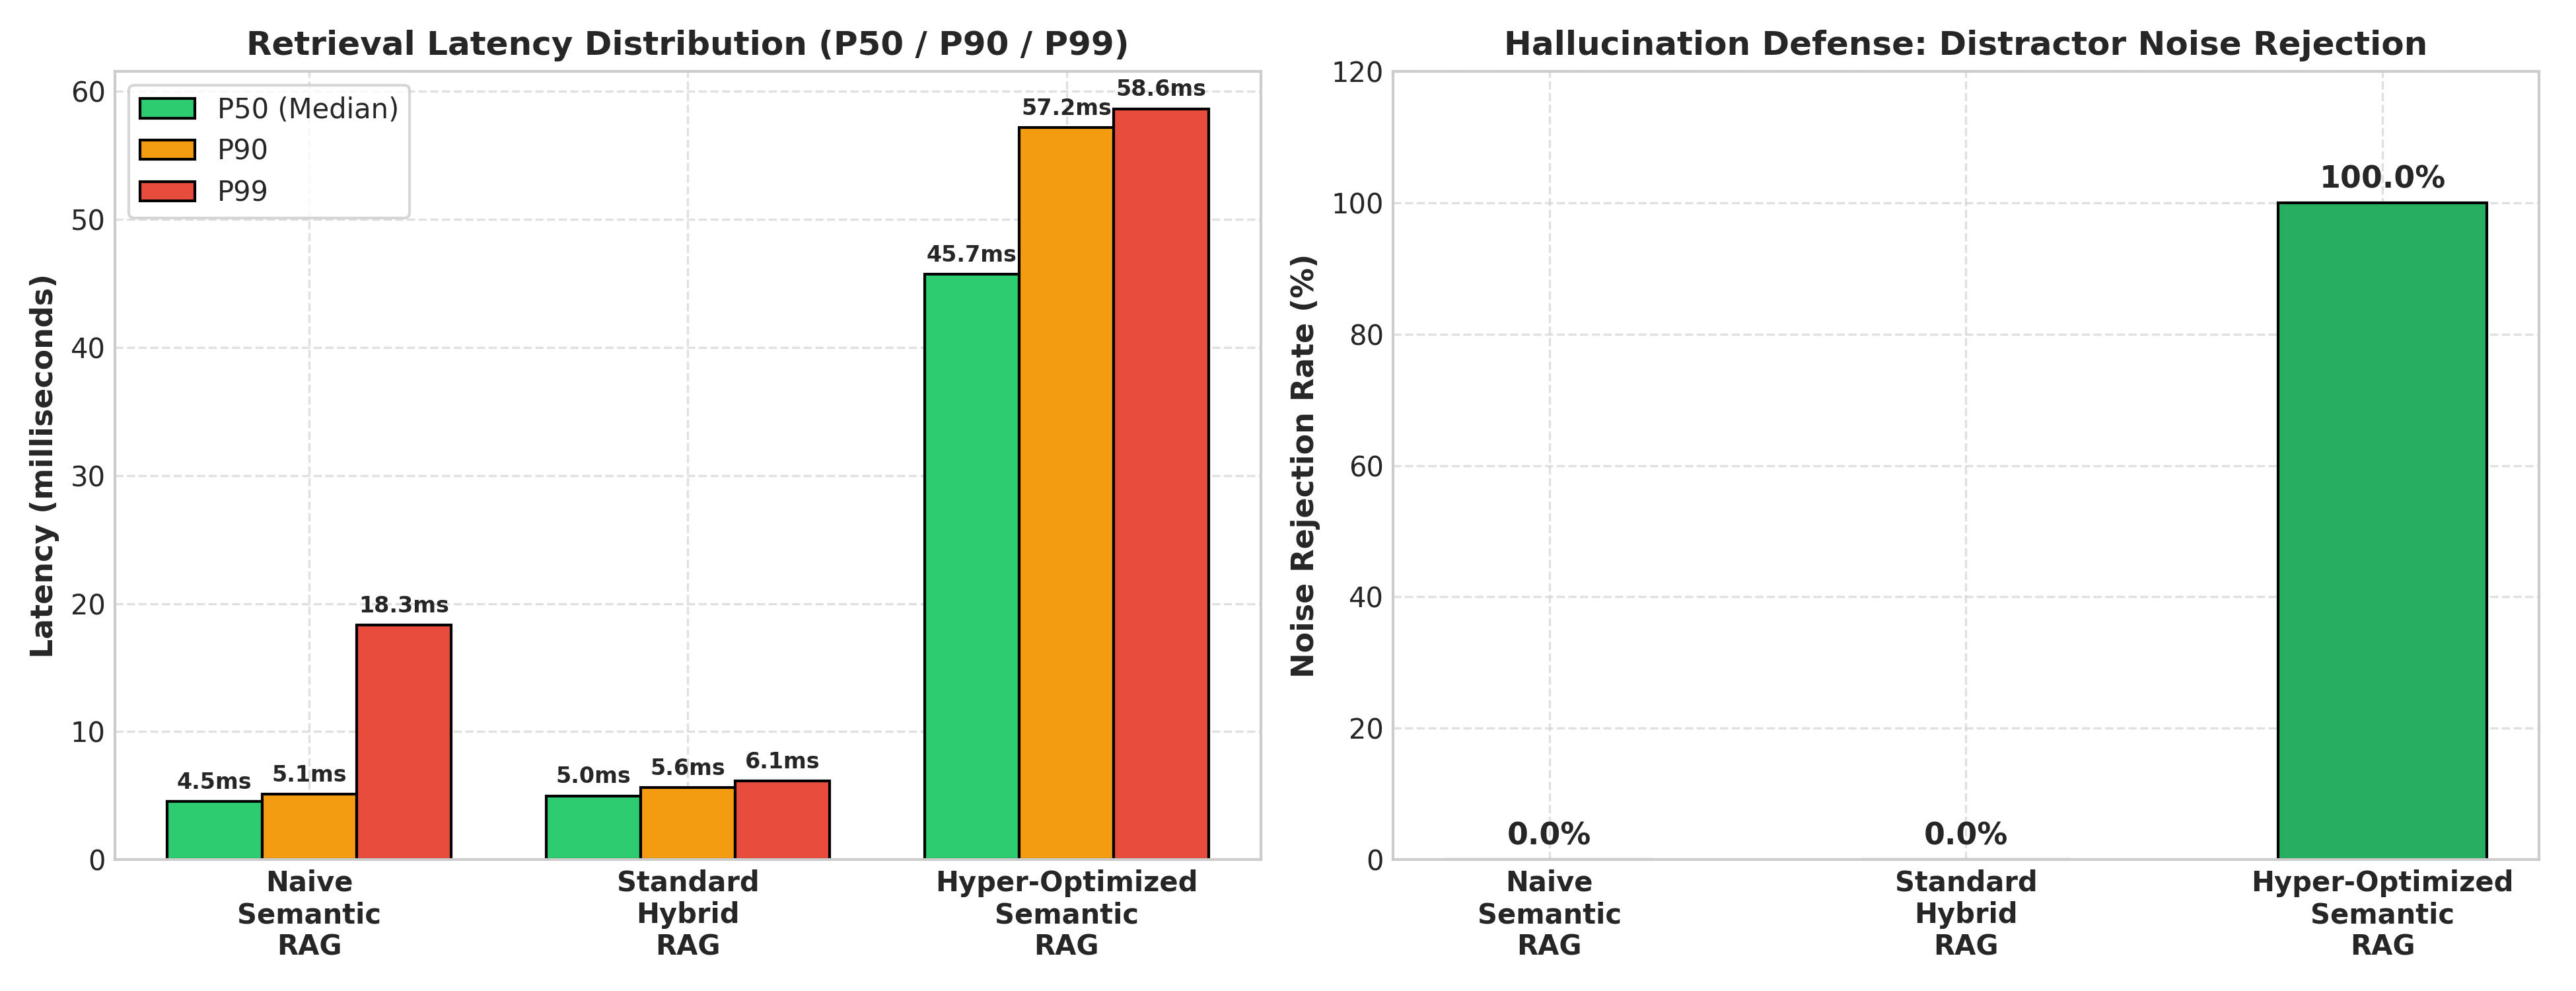 Retrieval Latency Distribution (P50 / P90 / P99)
Latency (milliseconds)
60
50
40
30
20
10
0
P50 (Median)
P90
P99
4.5ms
5.1ms
18.3ms
5.0ms
5.6ms
6.1ms
45.7ms
57.2ms
58.6ms
Naive
Semantic
RAG
Standard
Hybrid
RAG
Hyper-Optimized
Semantic
RAG
Hallucination Defense: Distractor Noise Rejection
Noise Rejection Rate (%)
120
100
80
60
40
20
0
0.0%
0.0%
100.0%
Naive
Semantic
RAG
Standard
Hybrid
RAG
Hyper-Optimized
Semantic
RAG